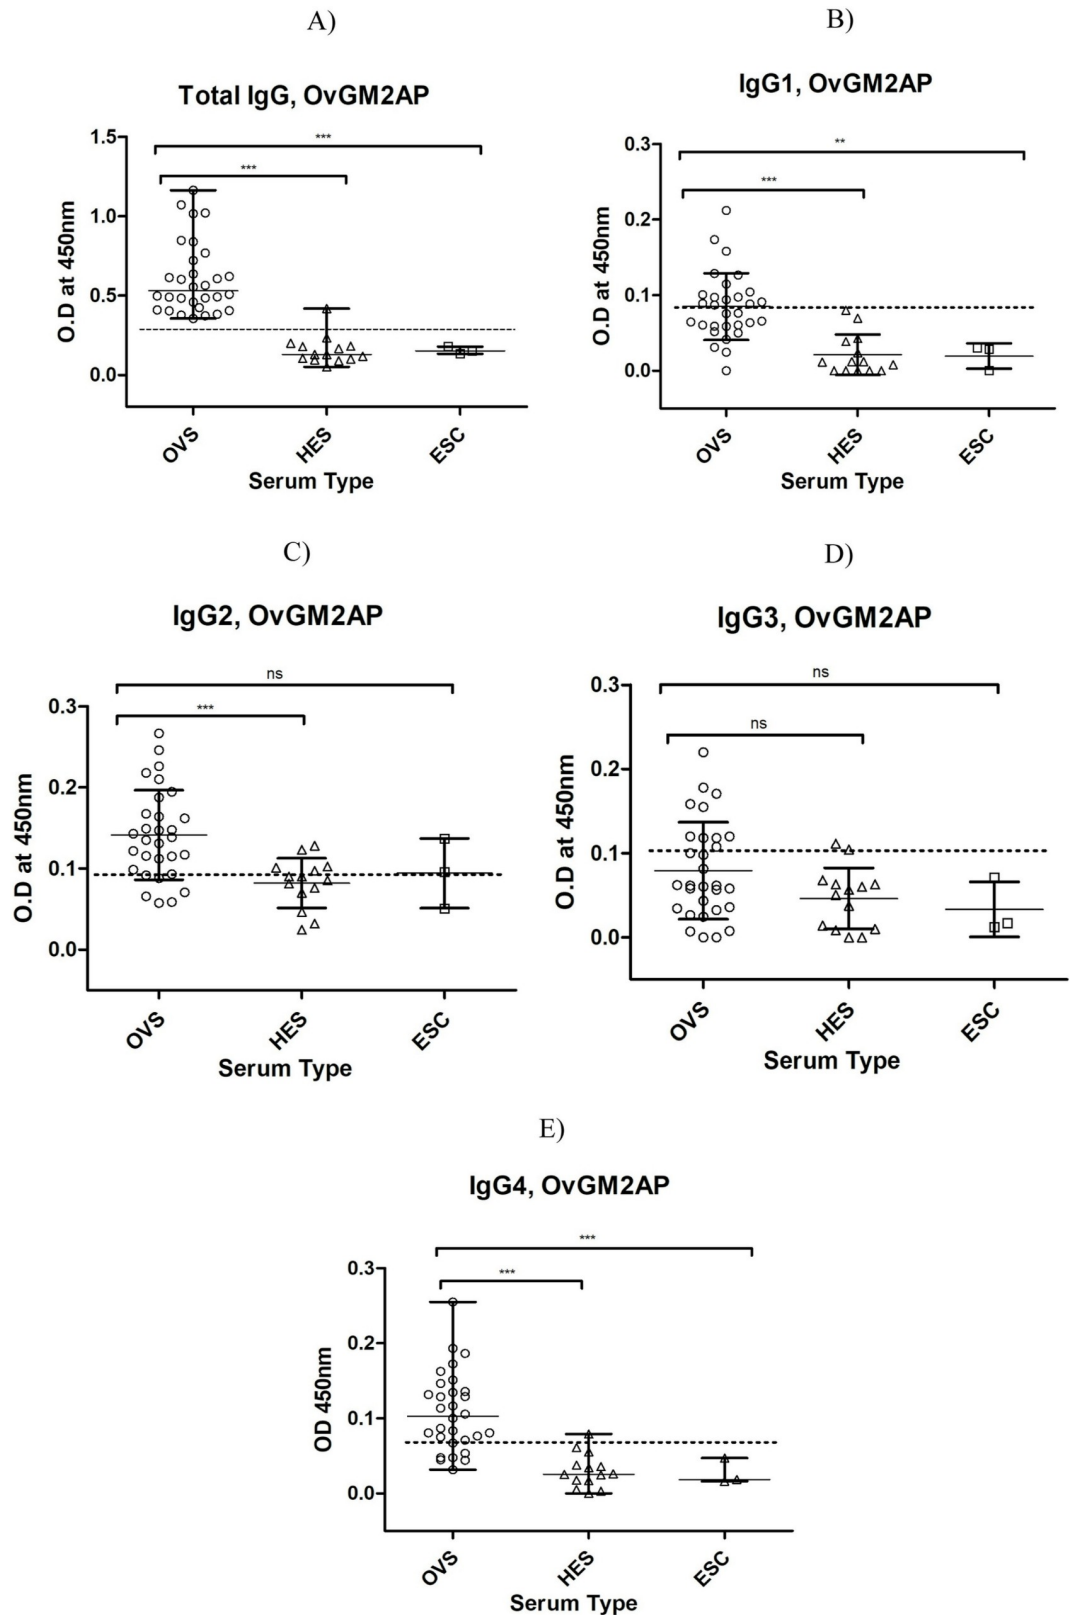 A)
Total IgG, OvGM2AP
O.D at 450nm
1.5
1.0
0.5
0.0
***
***
OVS
HES
ESC
Serum Type
B)
IgG1, OvGM2AP
O.D at 450nm
0.3
0.2
0.1
0.0
**
***
OVS
HES
ESC
Serum Type
C)
IgG2, OvGM2AP
O.D at 450nm
0.3
0.2
0.1
0.0
ns
***
OVS
HES
ESC
Serum Type
D)
IgG3, OvGM2AP
O.D at 450nm
0.3
0.2
0.1
0.0
ns
ns
OVS
HES
ESC
Serum Type
E)
IgG4, OvGM2AP
OD 450nm
0.3
0.2
0.1
0.0
***
***
OVS
HES
ESC
Serum Type